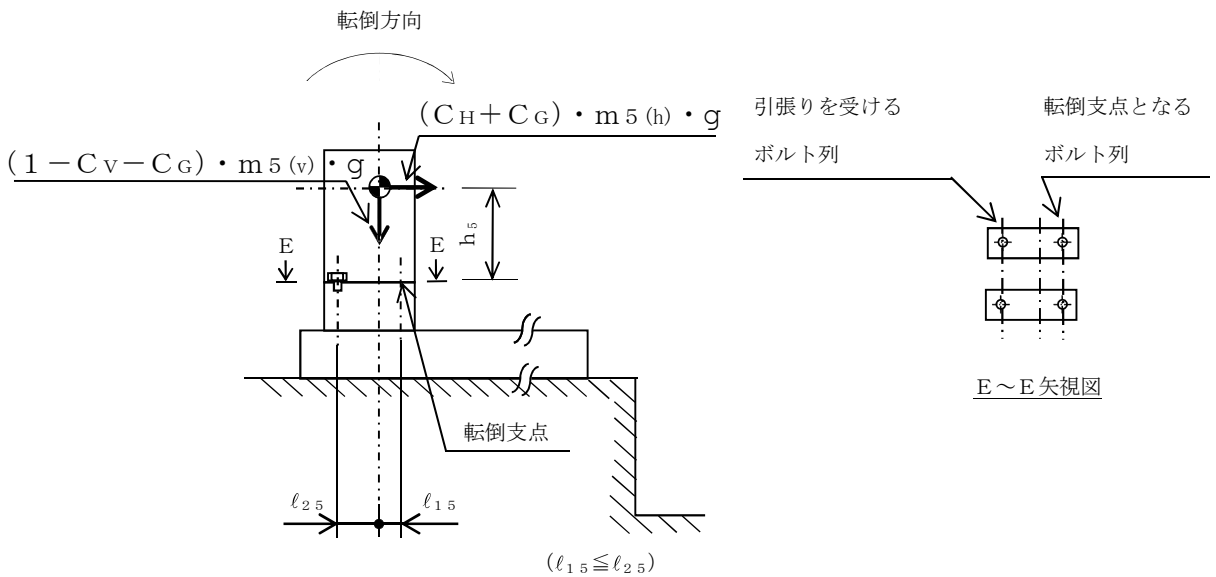 転倒方向
(CH+CG)・m5(h)・g
(1-CV-CG)・m5(v)・g
引張りを受ける
ボルト列
転倒支点となる
ボルト列
h5
E
E
E~E矢視図
転倒支点
ℓ25
ℓ15
(ℓ15≦ℓ25)